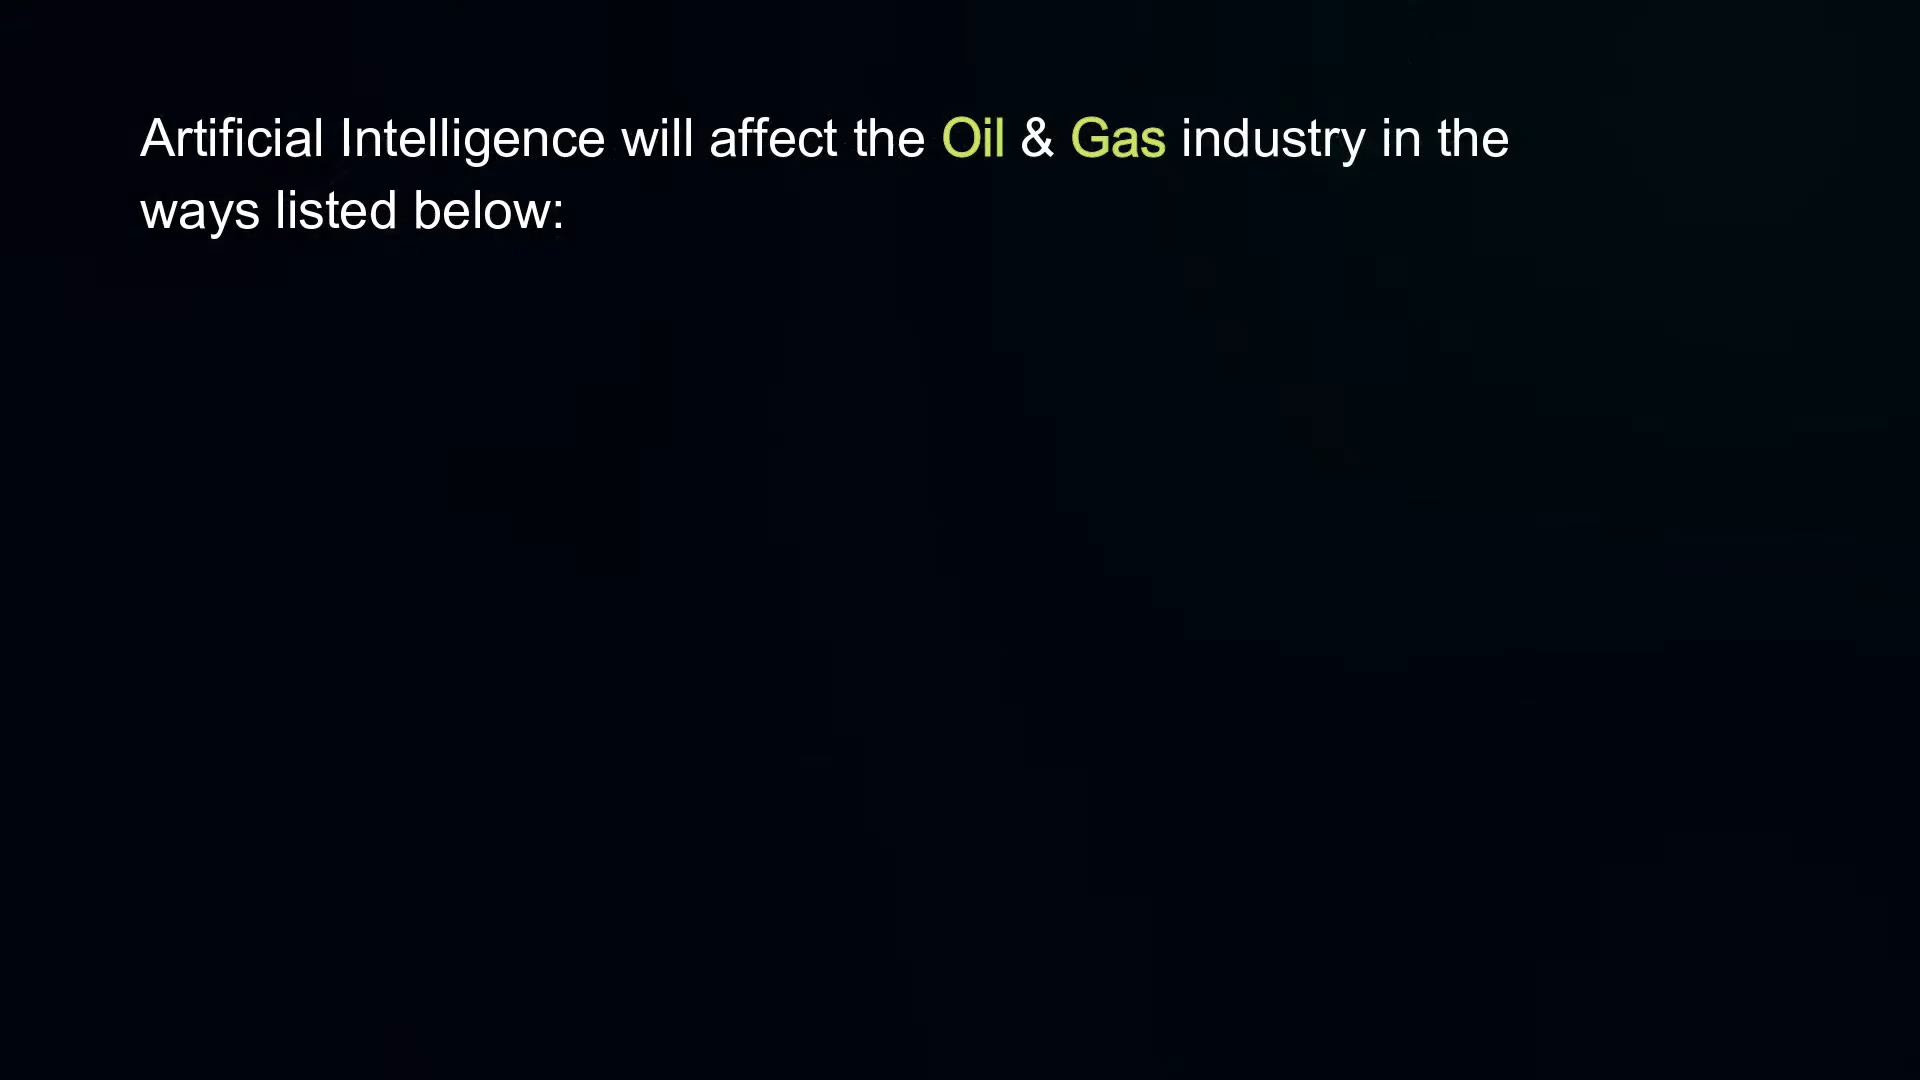 Artificial Intelligence will affect the Oil & Gas industry in the
ways listed below: